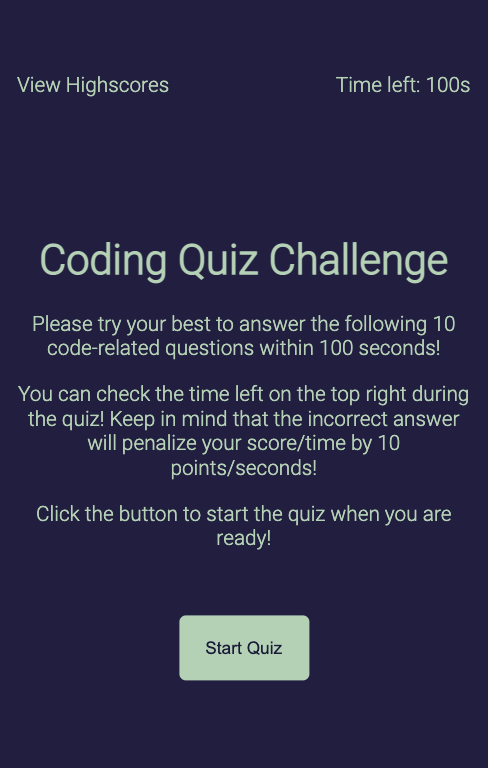 View Highscores
Time left: 100s
Coding Quiz Challenge
Please try your best to answer the following 10
code-related questions within 100 seconds!
You can check the time left on the top right during
the quiz! Keep in mind that the incorrect answer
will penalize your score/time by 10
points/seconds!
Click the button to start the quiz when you are
ready!
Start Quiz